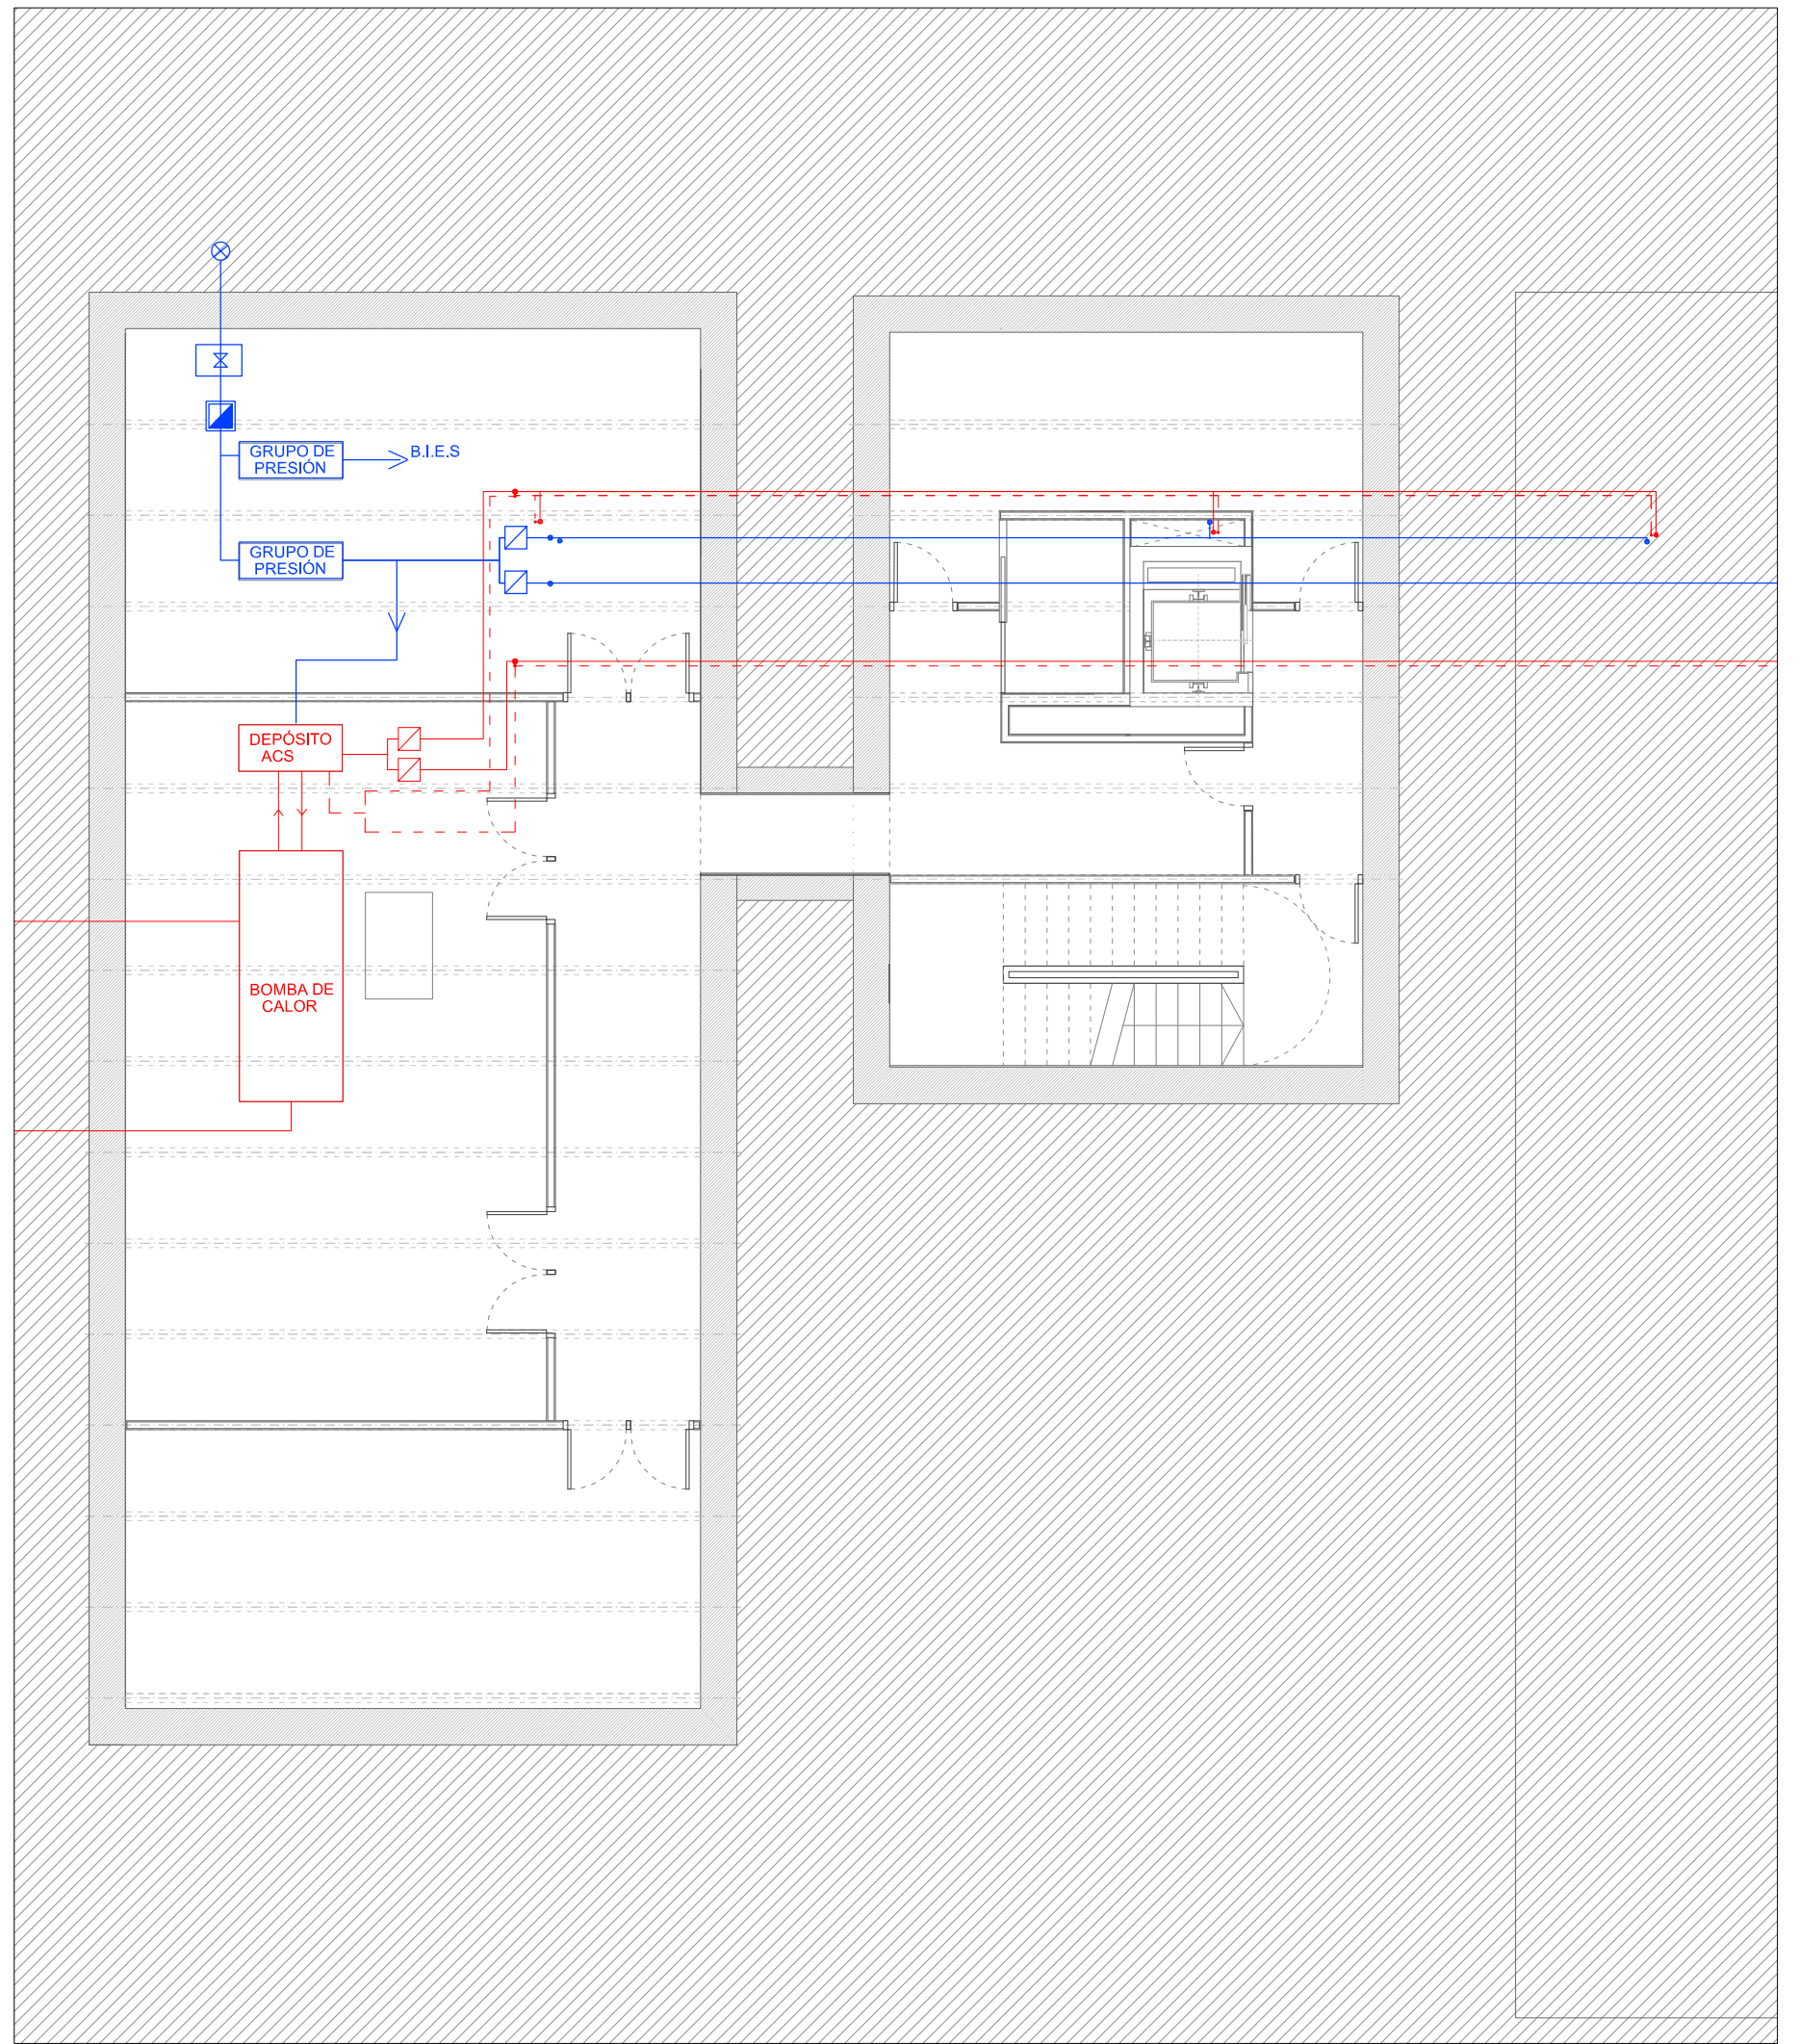 GRUPO DE
PRESIÓN
B.I.E.S
GRUPO DE
PRESIÓN
DEPÓSITO
ACS
BOMBA DE
CALOR